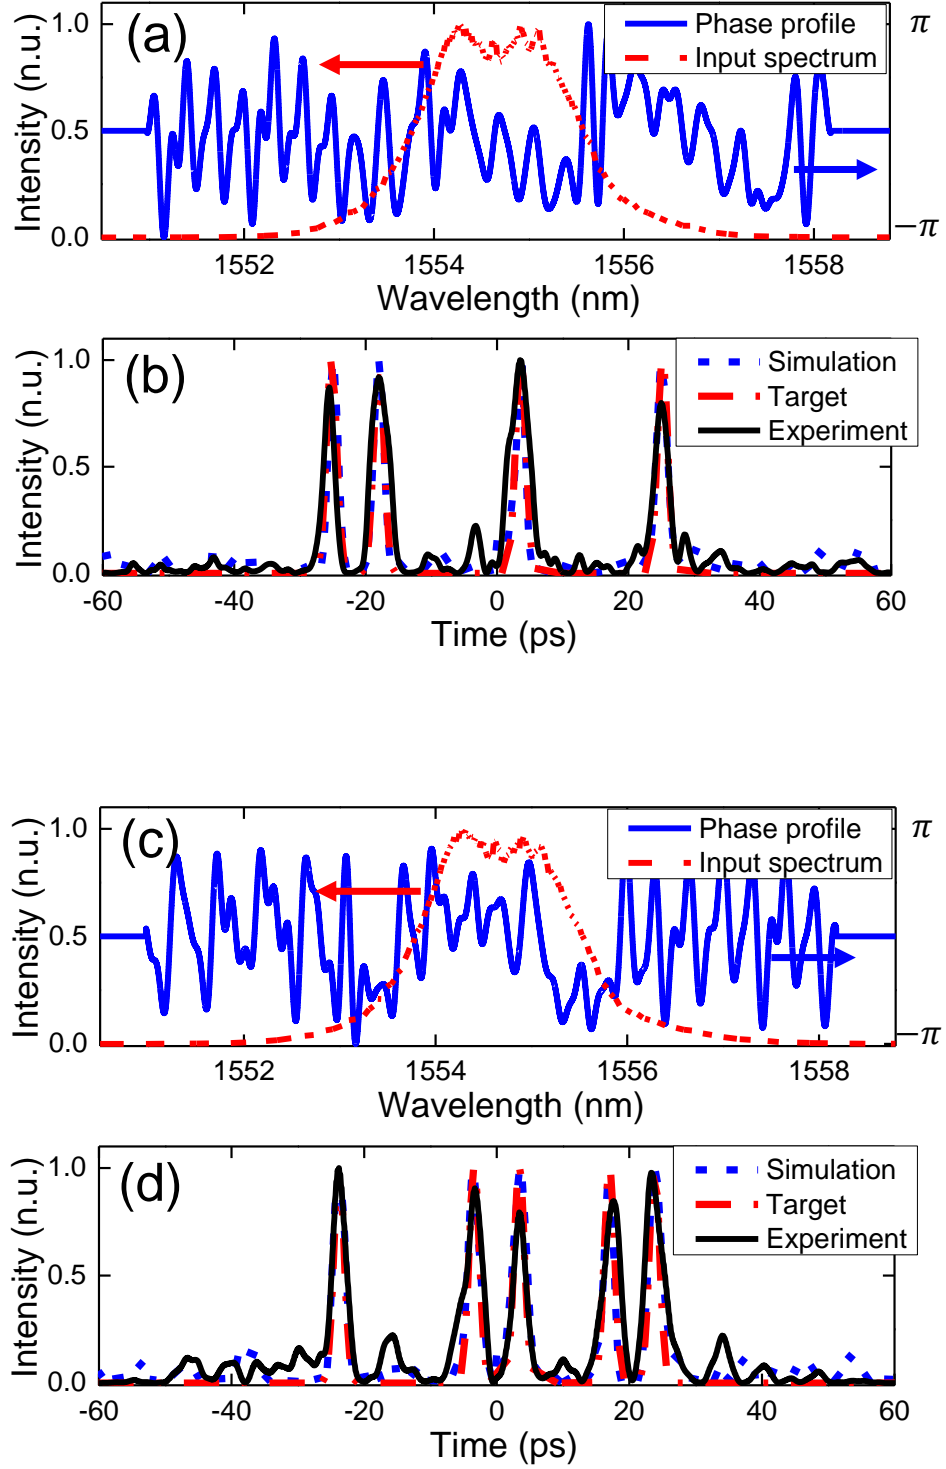 (a)
Intensity (n.u.)
1.0
0.5
0.0
Phase profile
Input spectrum
π
−π
1552
1554
1556
1558
Wavelength (nm)
(b)
Intensity (n.u.)
1.0
0.5
0.0
Simulation
Target
Experiment
-60
-40
-20
0
20
40
60
Time (ps)
(c)
Intensity (n.u.)
1.0
0.5
0.0
Phase profile
Input spectrum
π
−π
1552
1554
1556
1558
Wavelength (nm)
(d)
Intensity (n.u.)
1.0
0.5
0.0
Simulation
Target
Experiment
-60
-40
-20
0
20
40
60
Time (ps)